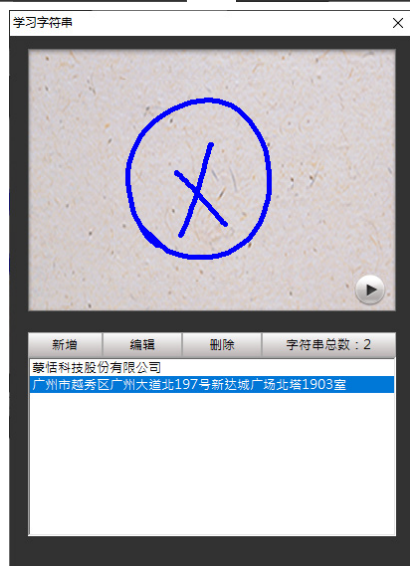 学习字符串
新增 编辑 删除 字符串总数：2
蒙恬科技股份有限公司
广州市越秀区广州大道北197号新达城广场北塔1903室